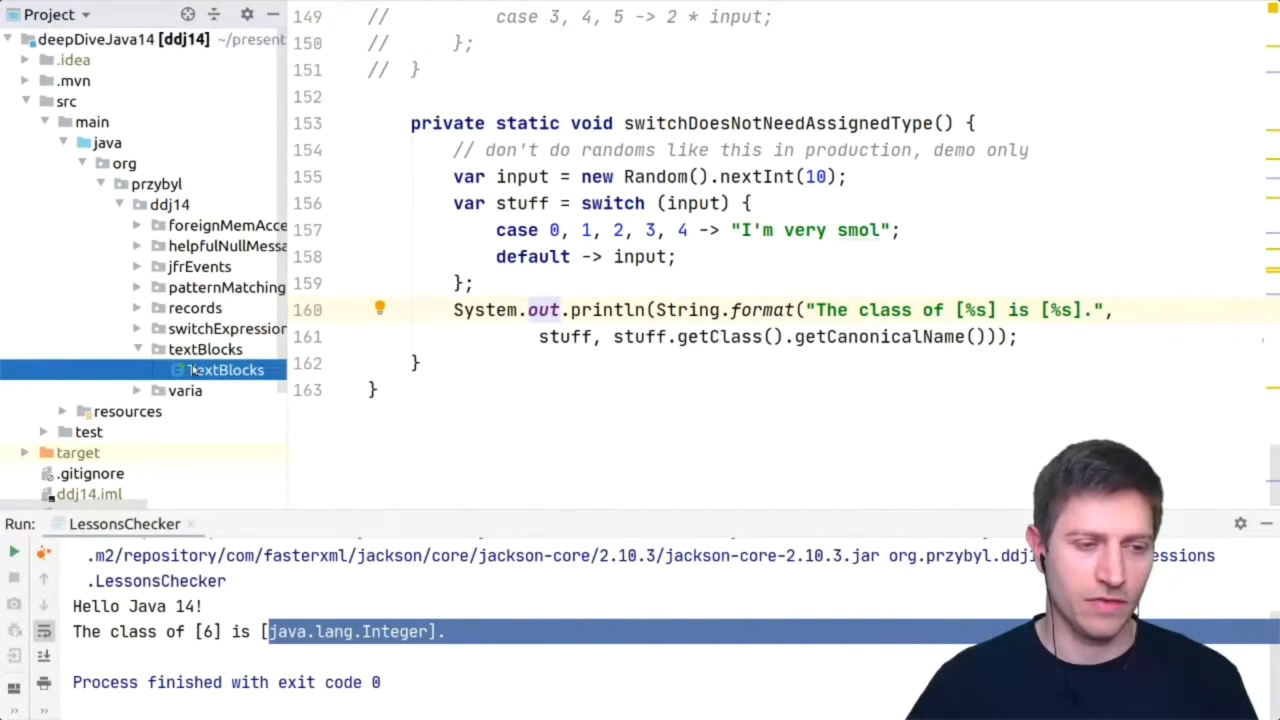 Project
deepDiveJava14 [ddj14] ~/present
.idea
.mvn
src
main
java
org
przybyl
ddj14
foreignMemAcce
helpfulNullMessa
jfrEvents
patternMatching
records
switchExpression
textBlocks
TextBlocks
varia
resources
test
target
.gitignore
ddj14.iml
149 // case 3, 4, 5 -> 2 * input;
150 // };
151 // }
152
153 private static void switchDoesNotNeedAssignedType() {
154 // don't do randoms like this in production, demo only
155 var input = new Random().nextInt(10);
156 var stuff = switch (input) {
157 case 0, 1, 2, 3, 4 -> "I'm very smol";
158 default -> input;
159 };
160 System.out.println(String.format("The class of [%s] is [%s].",
161 stuff, stuff.getClass().getCanonicalName()));
162 }
163 }
Run: LessonsChecker
.m2/repository/com/fasterxml/jackson/core/jackson-core/2.10.3/jackson-core-2.10.3.jar org.przybyl.ddj1 essions
.LessonsChecker
Hello Java 14!
The class of [6] is [java.lang.Integer].
Process finished with exit code 0